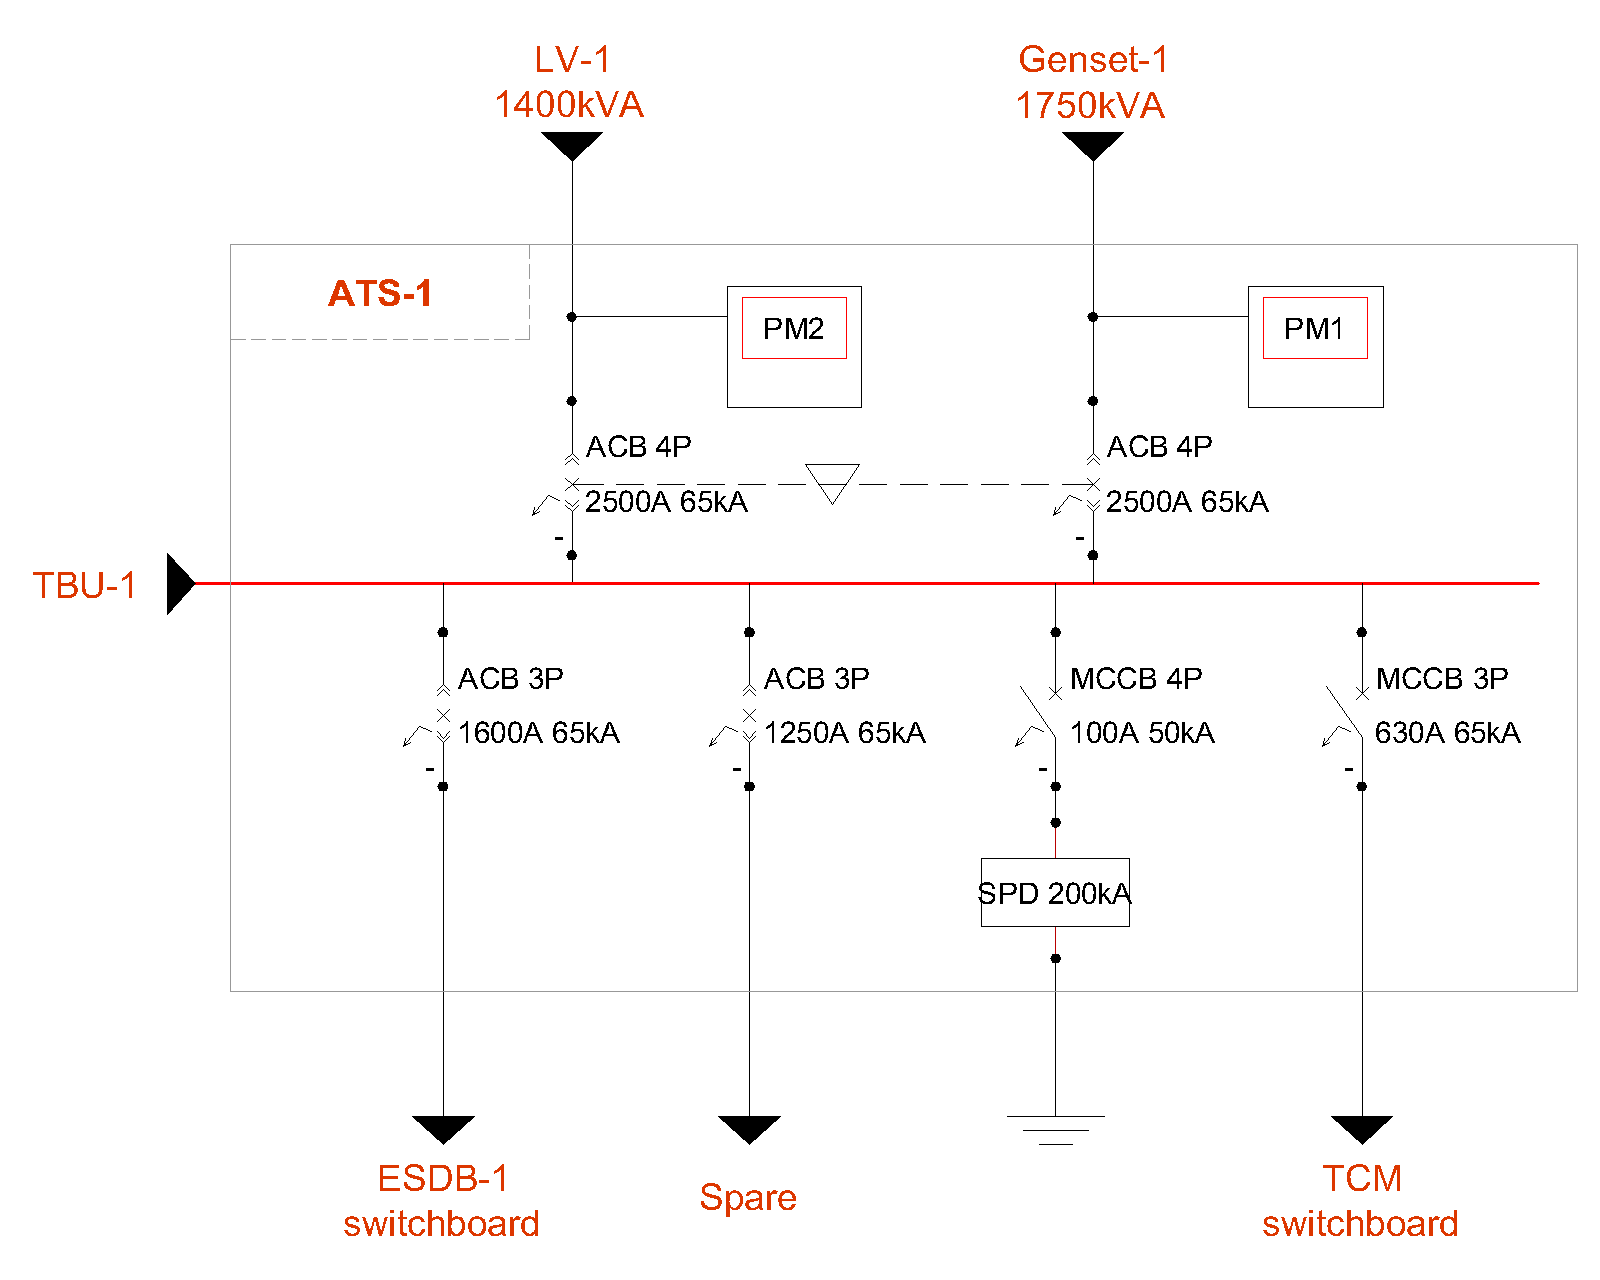 LV-1
1400kVA
Genset-1
1750kVA
ATS-1
PM2
PM1
ACB 4P
2500A 65kA
-
ACB 4P
2500A 65kA
-
TBU-1
ACB 3P
1600A 65kA
-
ACB 3P
1250A 65kA
-
MCCB 4P
100A 50kA
-
MCCB 3P
630A 65kA
-
SPD 200kA
ESDB-1
switchboard
Spare
TCM
switchboard